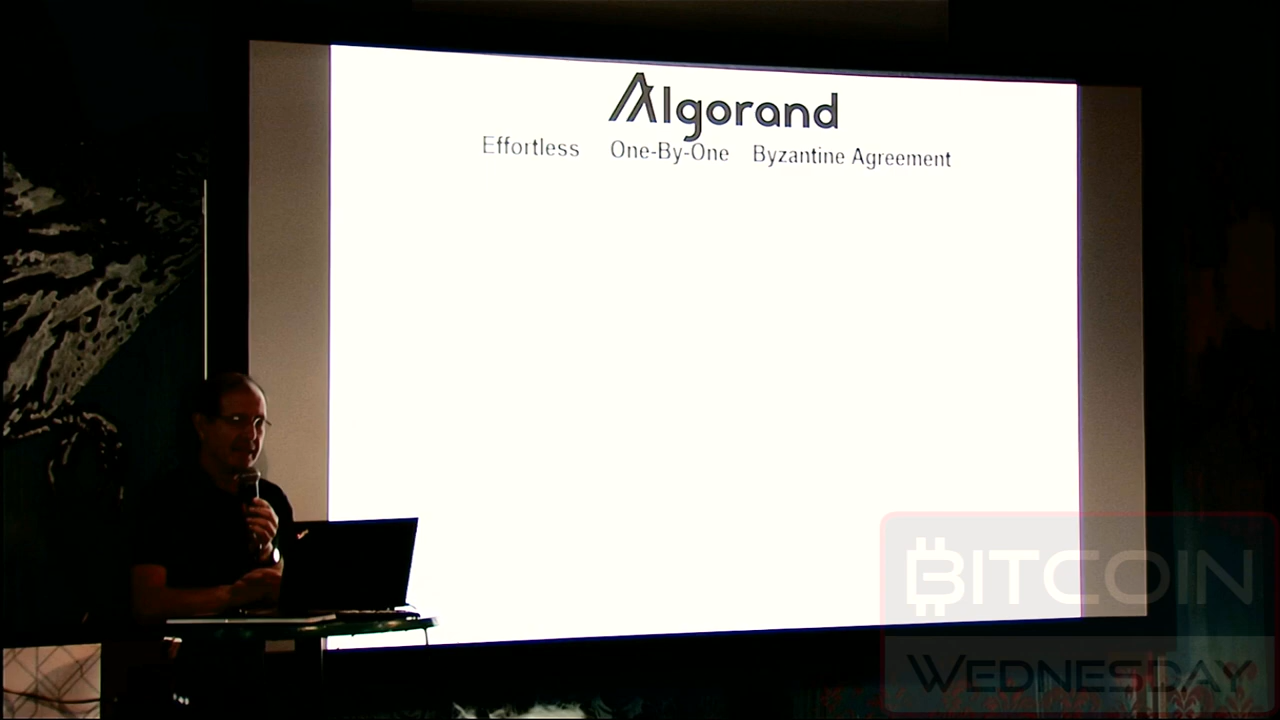 Algorand
Effortless One-By-One Byzantine Agreement
BITCOIN
WEDNESDAY